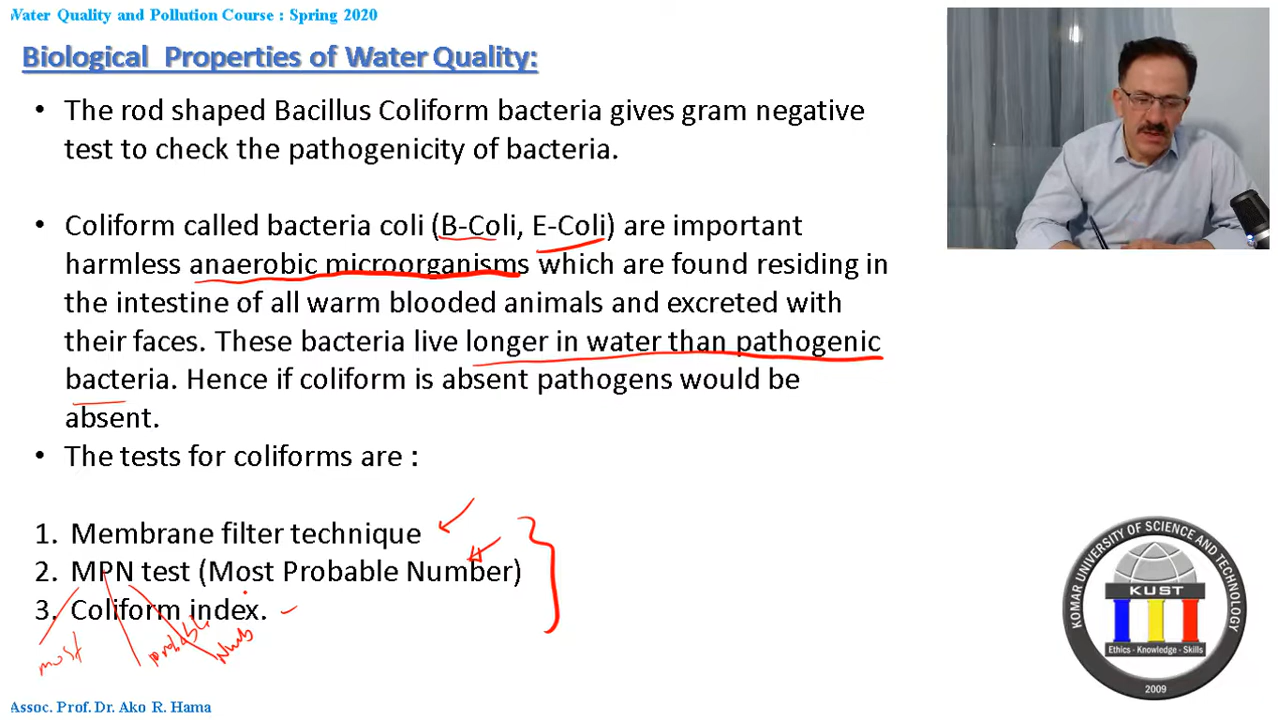 Water Quality and Pollution Course : Spring 2020
Biological Properties of Water Quality:
• The rod shaped Bacillus Coliform bacteria gives gram negative
test to check the pathogenicity of bacteria.
• Coliform called bacteria coli (B-Coli, E-Coli) are important
harmless anaerobic microorganisms which are found residing in
the intestine of all warm blooded animals and excreted with
their faces. These bacteria live longer in water than pathogenic
bacteria. Hence if coliform is absent pathogens would be
absent.
• The tests for coliforms are :
1. Membrane filter technique
2. MPN test (Most Probable Number)
3. Coliform index.
most probable Numb
KOMAR UNIVERSITY OF SCIENCE AND TECHNOLOGY
KUST
Ethics - Knowledge - Skills
2009
Assoc. Prof. Dr. Ako R. Hama